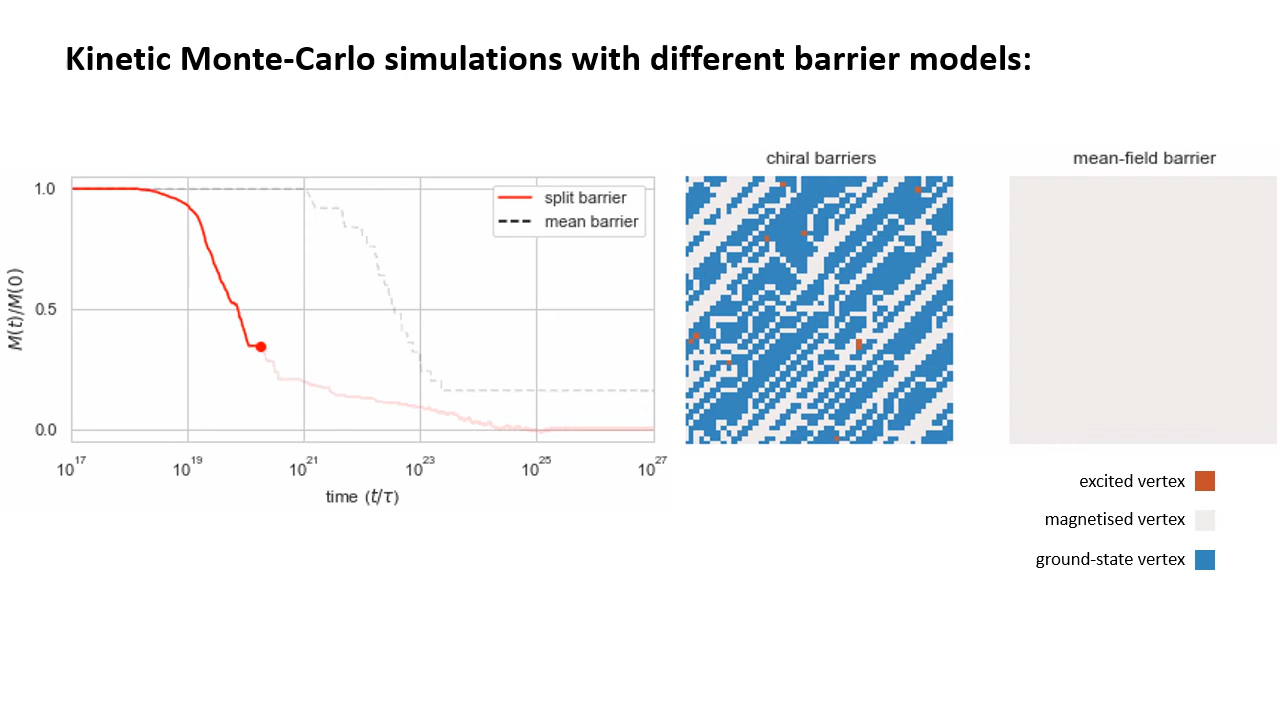 Kinetic Monte-Carlo simulations with different barrier models:
chiral barriers
mean-field barrier
split barrier
mean barrier
M(t)/M(0)
1.0
0.5
0.0
10^17 10^19 10^21 10^23 10^25 10^27
time (t/τ)
excited vertex
magnetised vertex
ground-state vertex